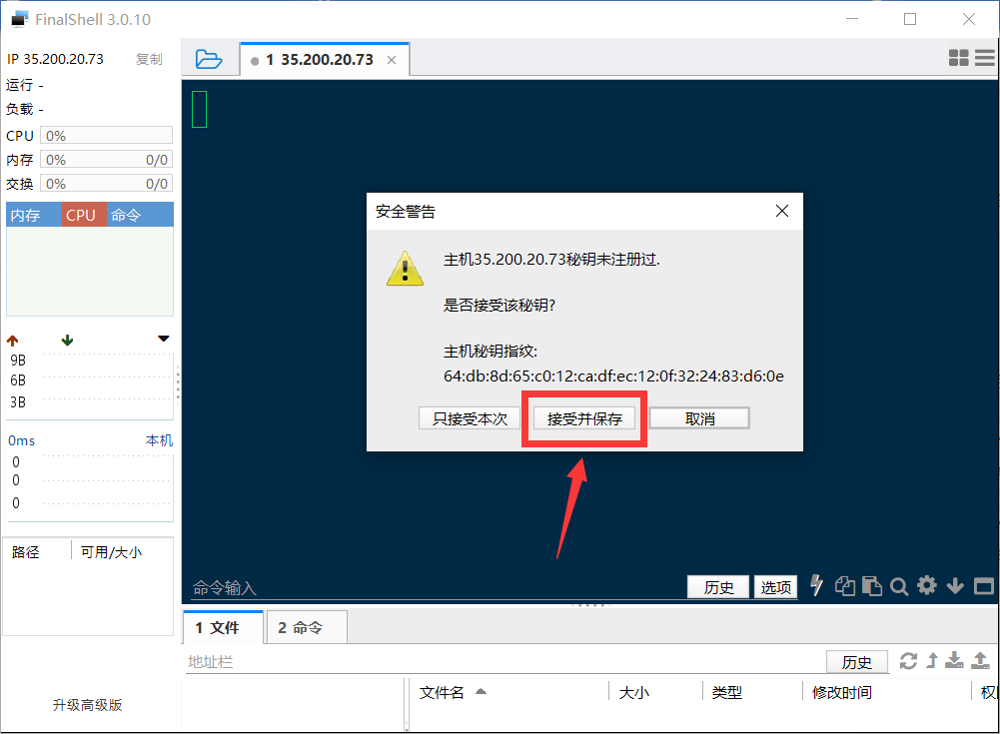 FinalShell 3.0.10
IP 35.200.20.73 复制
1 35.200.20.73
运行 -
负载 -
CPU 0%
内存 0% 0/0
交换 0% 0/0
内存 CPU 命令
安全警告
主机35.200.20.73秘钥未注册过.
是否接受该秘钥?
主机秘钥指纹:
64:db:8d:65:c0:12:ca:df:ec:12:0f:32:24:83:d6:0e
只接受本次 接受并保存 取消
9B
6B
3B
0ms 本机
0
0
0
路径 可用/大小
升级高级版
命令输入 历史 选项
1 文件 2 命令
地址栏 历史
文件名 大小 类型 修改时间 权